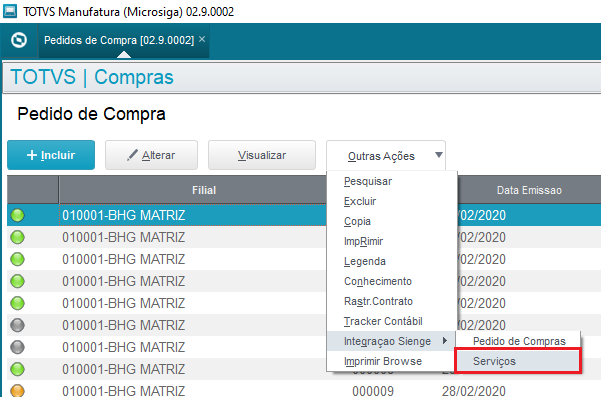 TOTVS Manufatura (Microsiga) 02.9.0002
Pedidos de Compra [02.9.0002] ×
TOTVS | Compras
Pedido de Compra
+ Incluir
Alterar
Visualizar
Outras Ações
Filial
Data Emissao
Pesquisar
Excluir
Copia
ImpRimir
Legenda
Conhecimento
Rastr.Contrato
Tracker Contábil
Integraçao Sienge
Imprimir Browse
Pedido de Compras
Serviços
010001-BHG MATRIZ /02/2020
010001-BHG MATRIZ /02/2020
010001-BHG MATRIZ /02/2020
010001-BHG MATRIZ /02/2020
010001-BHG MATRIZ /02/2020
010001-BHG MATRIZ /02/2020
010001-BHG MATRIZ
010001-BHG MATRIZ
010001-BHG MATRIZ 000009 28/02/2020